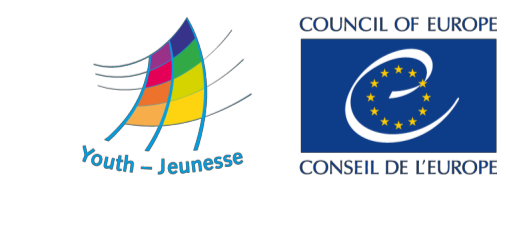 Youth – Jeunesse
COUNCIL OF EUROPE
CONSEIL DE L'EUROPE